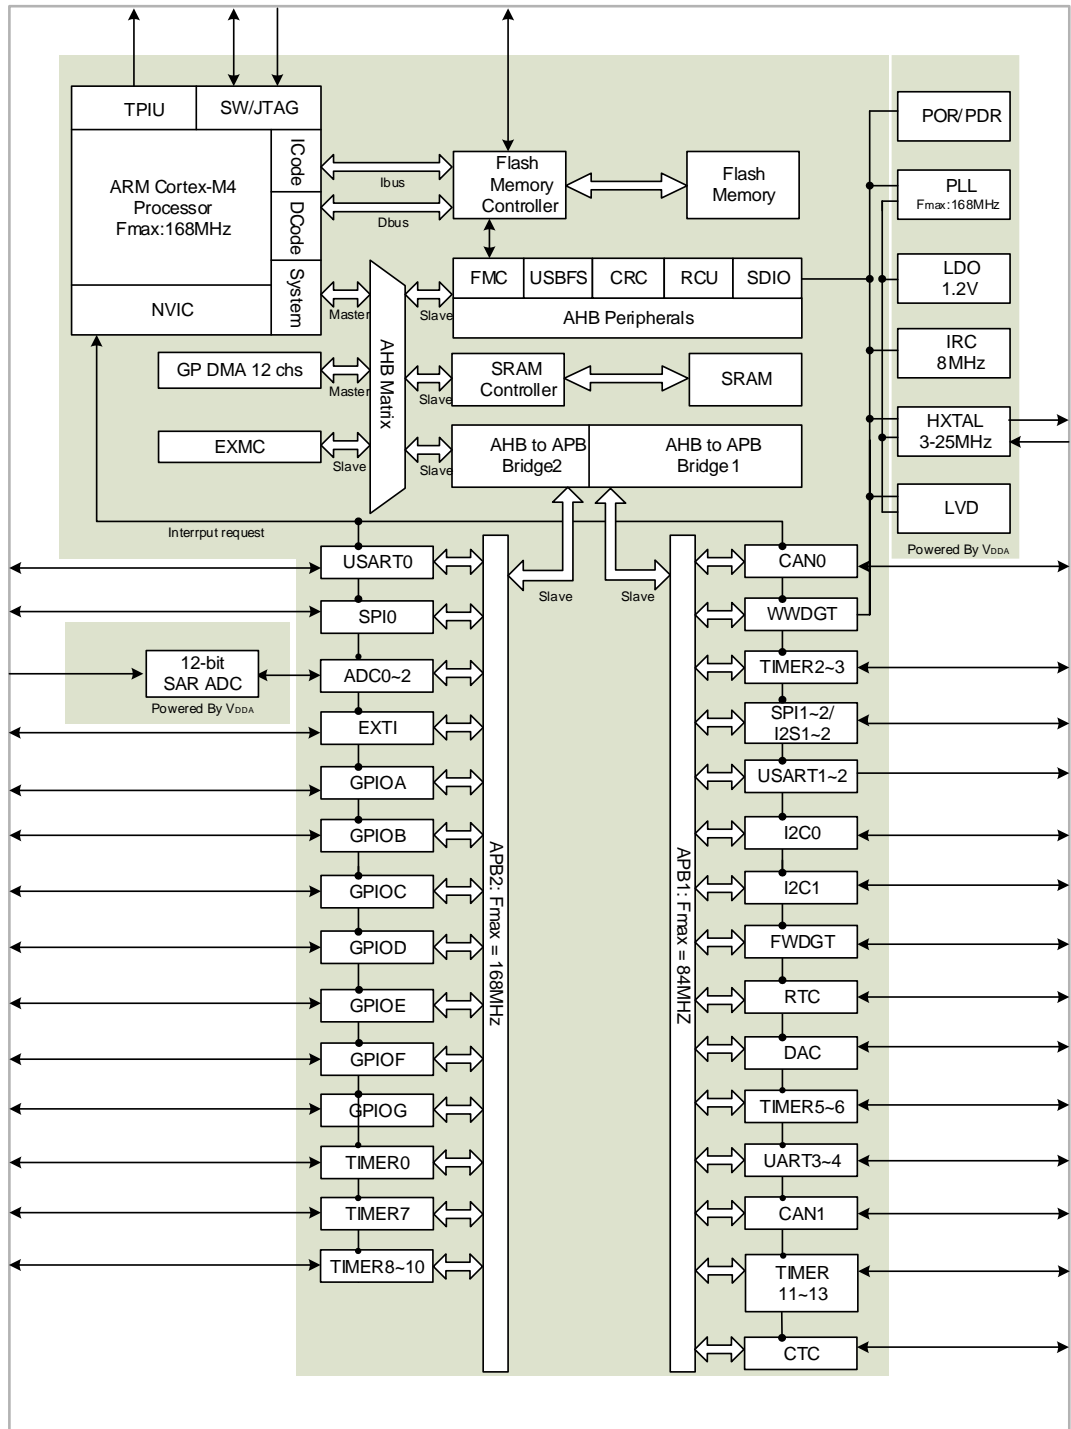 TPIU
SW/JTAG
ARM Cortex-M4
Processor
Fmax:168MHz
ICode
DCode
System
NVIC
Ibus
Dbus
Flash
Memory
Controller
Flash
Memory
FMC
USBFS
CRC
RCU
SDIO
AHB Peripherals
Master
Slave
GP DMA 12 chs
Master
AHB Matrix
Slave
SRAM
Controller
SRAM
EXMC
Slave
Slave
AHB to APB
Bridge2
AHB to APB
Bridge 1
POR/PDR
PLL
Fmax:168MHz
LDO
1.2V
IRC
8MHz
HXTAL
3-25MHz
LVD
Powered By VDDA
Interrput request
Slave
Slave
USART0
SPI0
12-bit
SAR ADC
Powered By VDDA
ADC0~2
EXTI
GPIOA
GPIOB
GPIOC
GPIOD
GPIOE
GPIOF
GPIOG
TIMER0
TIMER7
TIMER8~10
APB2: Fmax = 168MHz
APB1: Fmax = 84MHZ
CAN0
WWDGT
TIMER2~3
SPI1~2/
I2S1~2
USART1~2
I2C0
I2C1
FWDGT
RTC
DAC
TIMER5~6
UART3~4
CAN1
TIMER
11~13
CTC